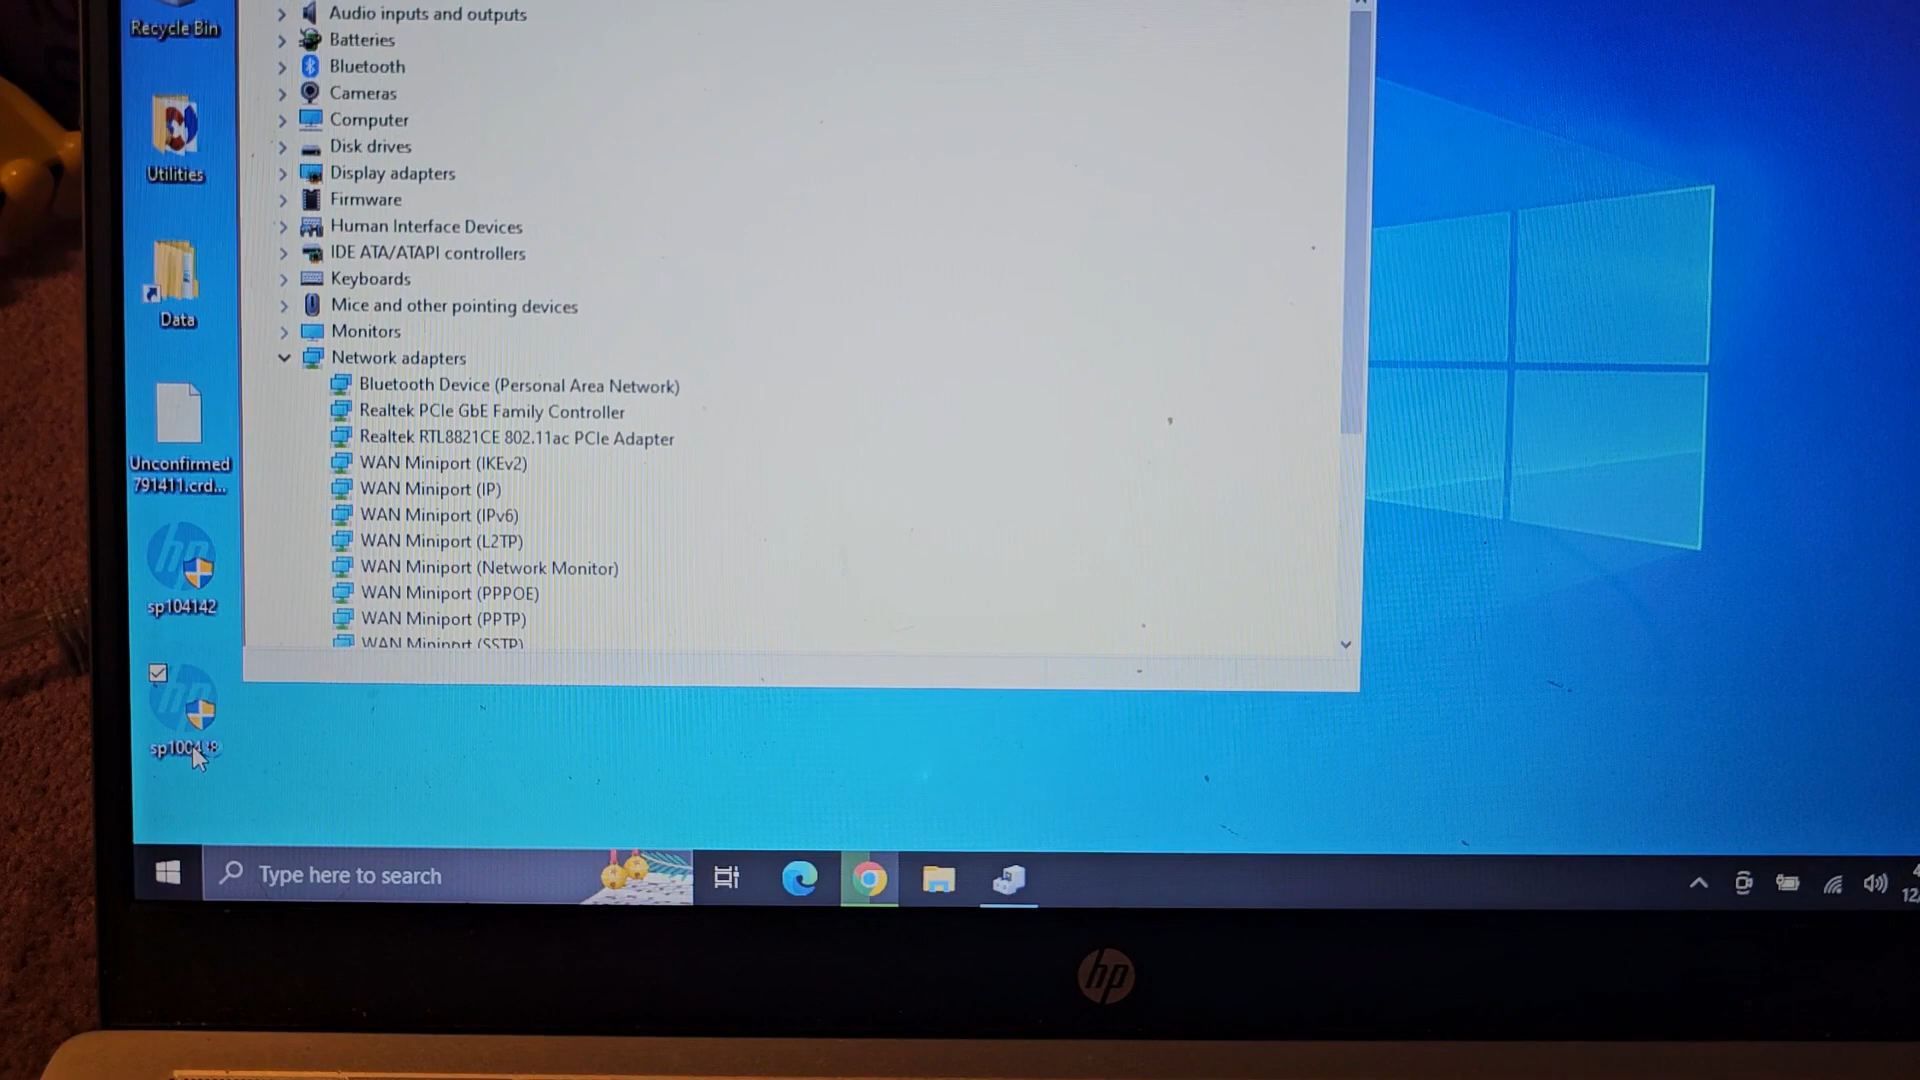 Recycle Bin
Utilities
Data
Unconfirmed
791411.crd...
sp104142
Audio inputs and outputs
Batteries
Bluetooth
Cameras
Computer
Disk drives
Display adapters
Firmware
Human Interface Devices
IDE ATA/ATAPI controllers
Keyboards
Mice and other pointing devices
Monitors
Network adapters
Bluetooth Device (Personal Area Network)
Realtek PCIe GbE Family Controller
Realtek RTL8821CE 802.11ac PCIe Adapter
WAN Miniport (IKEv2)
WAN Miniport (IP)
WAN Miniport (IPv6)
WAN Miniport (L2TP)
WAN Miniport (Network Monitor)
WAN Miniport (PPPOE)
WAN Miniport (PPTP)
WAN Miniport (SSTP)
Type here to search
hp